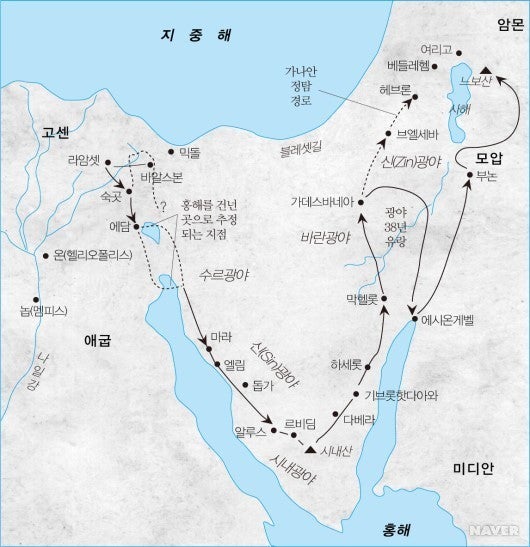 암몬
지 중 해
여리고
베들레헴
느보산
가나안
정탐
경로
헤브론
사해
고센
믹돌
블레셋길
브엘세바
라암셋
바알스본
신(Zin)광야
모압
부논
숙곳
?
홍해를 건넌
곳으로 추정
되는 지점
가데스바네아
에담
광야
38년
유랑
바란광야
온(헬리오폴리스)
수르광야
놉(멤피스)
막헬롯
에시온게벨
애굽
마라
신(Sin)광야
나일강
엘림
하세롯
돕가
기브롯핫다아와
다베라
알루스
르비딤
시내산
시내광야
미디안
홍해
NAVER